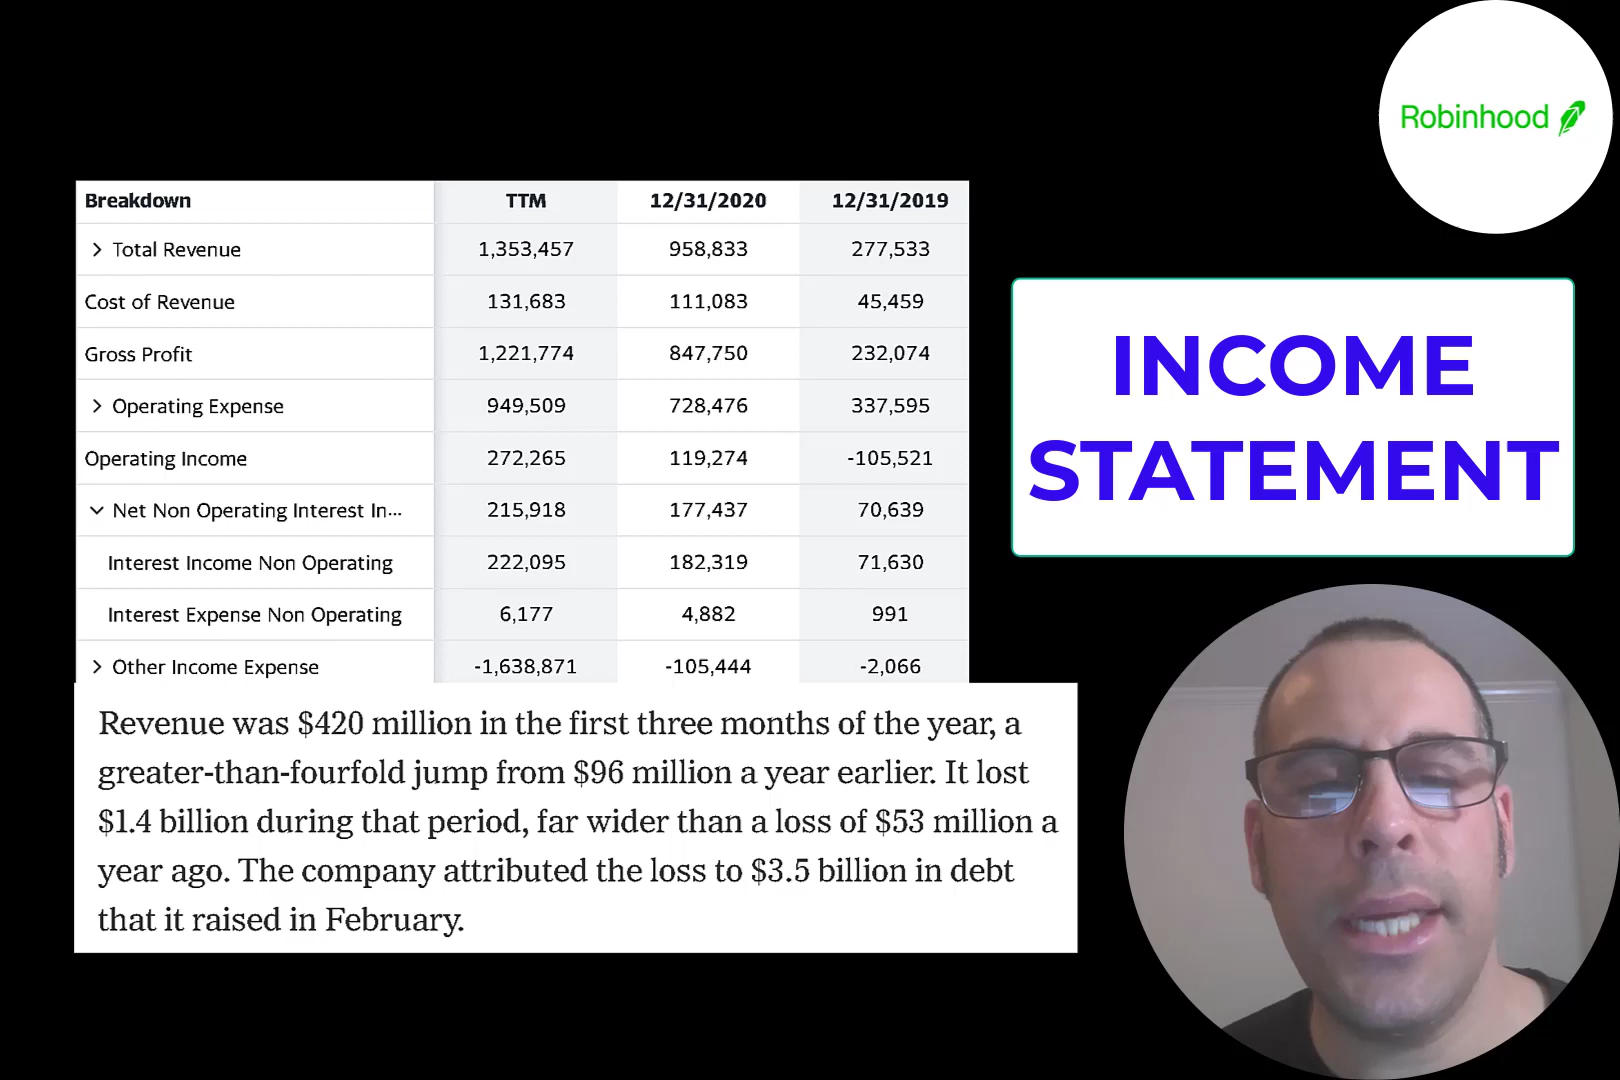 Robinhood
Breakdown TTM 12/31/2020 12/31/2019
Total Revenue 1,353,457 958,833 277,533
Cost of Revenue 131,683 111,083 45,459
Gross Profit 1,221,774 847,750 232,074
Operating Expense 949,509 728,476 337,595
Operating Income 272,265 119,274 -105,521
Net Non Operating Interest In... 215,918 177,437 70,639
Interest Income Non Operating 222,095 182,319 71,630
Interest Expense Non Operating 6,177 4,882 991
Other Income Expense -1,638,871 -105,444 -2,066
INCOME
STATEMENT
Revenue was $420 million in the first three months of the year, a
greater-than-fourfold jump from $96 million a year earlier. It lost
$1.4 billion during that period, far wider than a loss of $53 million a
year ago. The company attributed the loss to $3.5 billion in debt
that it raised in February.